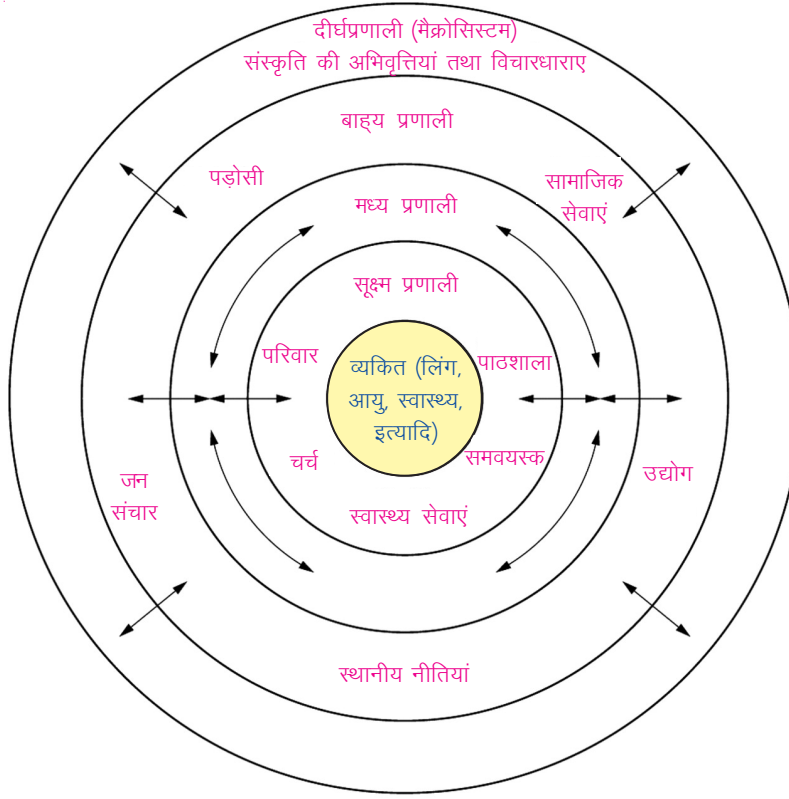 दीर्घप्रणाली (मैक्रोसिस्टम)
संस्कृति की अभिवृत्तियां तथा विचारधाराए
बाह्य प्रणाली
पड़ोसी
सामाजिक
सेवाएं
मध्य प्रणाली
सूक्ष्म प्रणाली
परिवार
पाठशाला
व्यकित (लिंग,
आयु, स्वास्थ्य,
इत्यादि)
चर्च
समवयस्क
जन
संचार
उद्योग
स्वास्थ्य सेवाएं
स्थानीय नीतियां